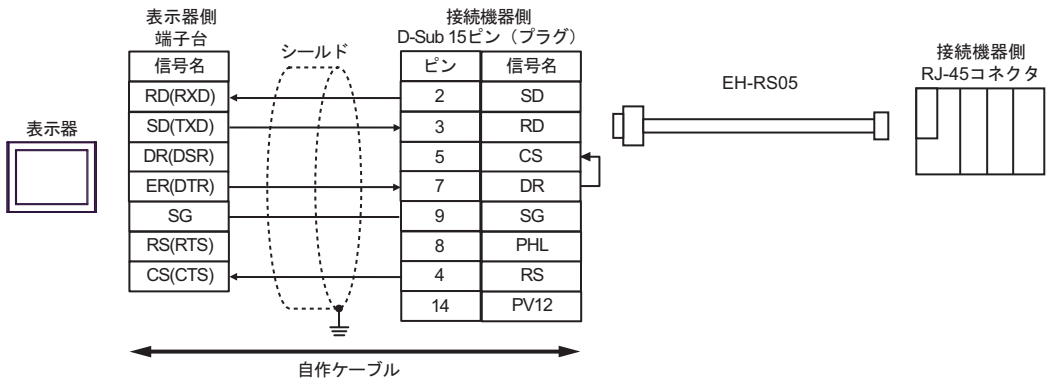 表示器
表示器側
端子台
信号名
RD(RXD)
SD(TXD)
DR(DSR)
ER(DTR)
SG
RS(RTS)
CS(CTS)
シールド
接続機器側
D-Sub 15ピン（プラグ）
ピン 信号名
2 SD
3 RD
5 CS
7 DR
9 SG
8 PHL
4 RS
14 PV12
自作ケーブル
EH-RS05
接続機器側
RJ-45コネクタ